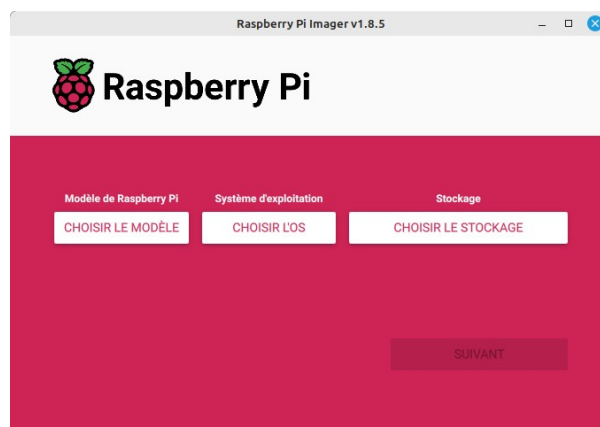 Raspberry Pi Imager v1.8.5
Raspberry Pi
Modèle de Raspberry Pi
Système d'exploitation
Stockage
CHOISIR LE MODÈLE
CHOISIR L'OS
CHOISIR LE STOCKAGE
SUIVANT